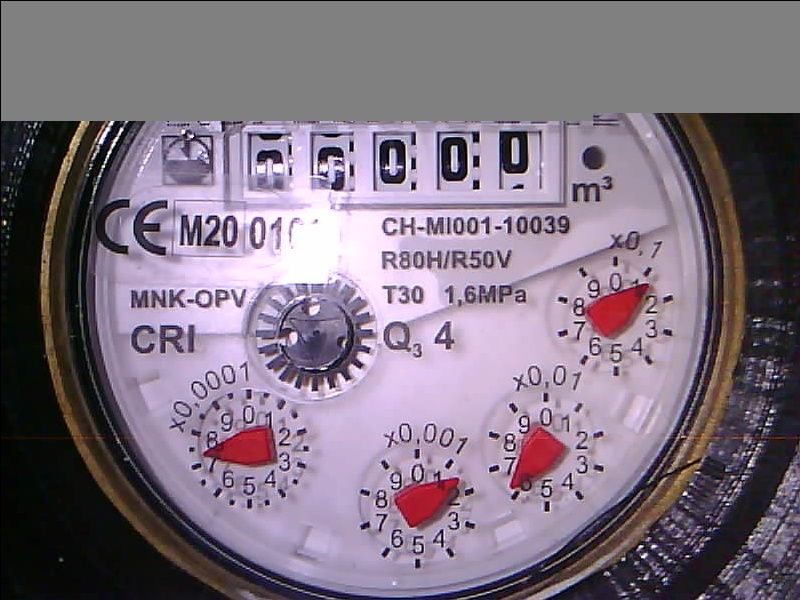 0 0 0 0 0
m³
CE M20 010
CH-MI001-10039
R80H/R50V
MNK-OPV
T30 1,6MPa
CRI
Q3 4
x0,1
9 0 1 2 3 4 5 6 7 8
x0,01
9 0 1 2 3 4 5 6 7 8
x0,001
9 0 1 2 3 4 5 6 7 8
x0,0001
9 0 1 2 3 4 5 6 7 8